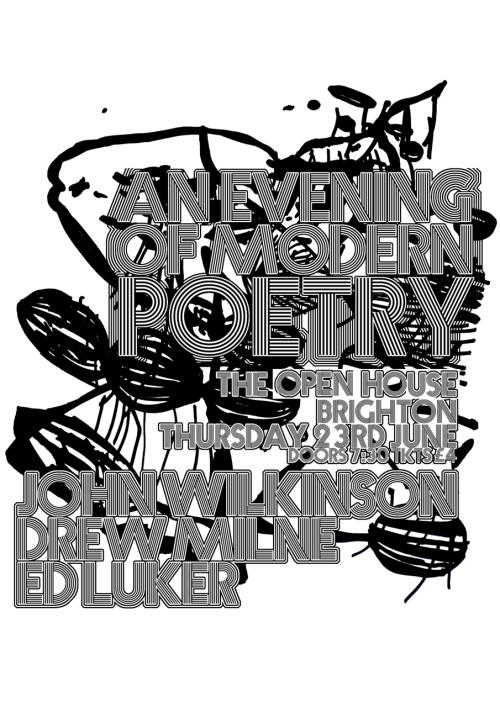 AN EVENING
OF MODERN
POETRY
THE OPEN HOUSE
BRIGHTON
THURSDAY 23RD JUNE
DOORS 7:30 TKTS £4
JOHN WILKINSON
DREW MILNE
ED LUKER